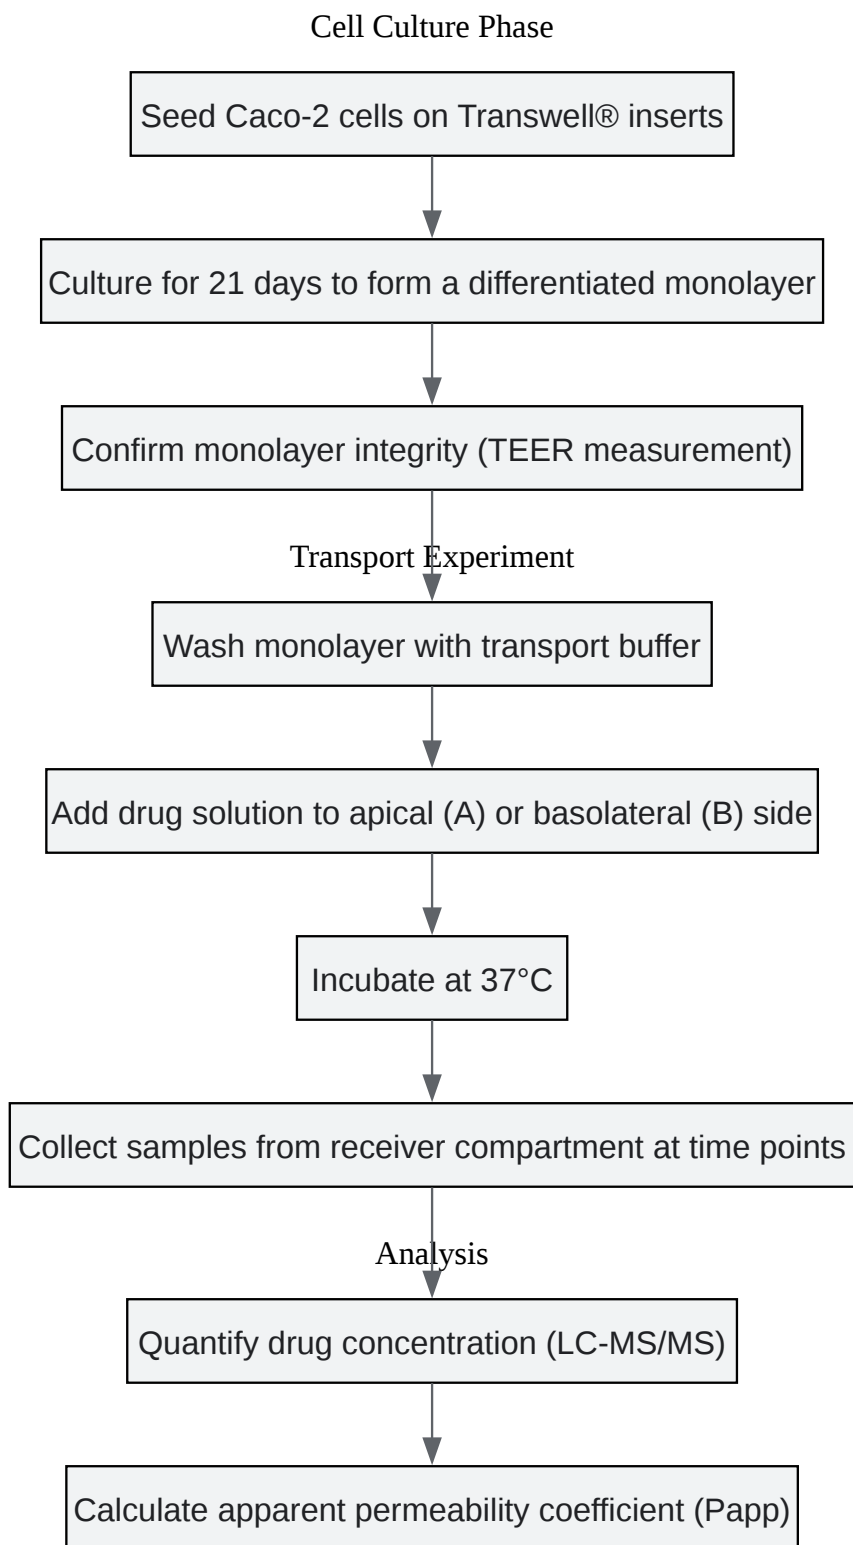 Cell Culture Phase
Seed Caco-2 cells on Transwell® inserts
Culture for 21 days to form a differentiated monolayer
Confirm monolayer integrity (TEER measurement)
Transport Experiment
Wash monolayer with transport buffer
Add drug solution to apical (A) or basolateral (B) side
Incubate at 37°C
Collect samples from receiver compartment at time points
Analysis
Quantify drug concentration (LC-MS/MS)
Calculate apparent permeability coefficient (Papp)